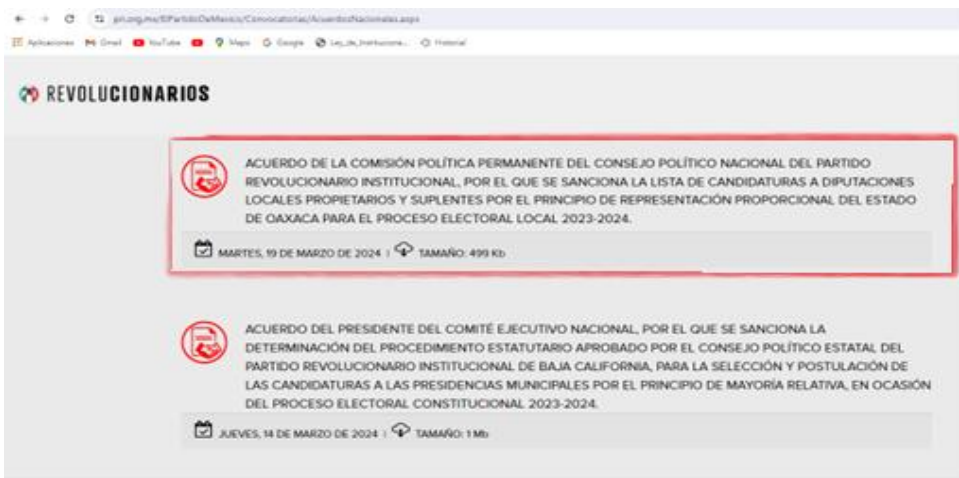 pri.org.mx/ElPartidoDeMexico/Convocatorias/AcuerdosNacionales.aspx
Aplicaciones Gmail YouTube Maps Google Historial
REVOLUCIONARIOS
ACUERDO DE LA COMISIÓN POLÍTICA PERMANENTE DEL CONSEJO POLÍTICO NACIONAL DEL PARTIDO
REVOLUCIONARIO INSTITUCIONAL, POR EL QUE SE SANCIONA LA LISTA DE CANDIDATURAS A DIPUTACIONES
LOCALES PROPIETARIOS Y SUPLENTES POR EL PRINCIPIO DE REPRESENTACIÓN PROPORCIONAL DEL ESTADO
DE OAXACA PARA EL PROCESO ELECTORAL LOCAL 2023-2024.
MARTES, 19 DE MARZO DE 2024 | TAMAÑO: 499 Kb
ACUERDO DEL PRESIDENTE DEL COMITÉ EJECUTIVO NACIONAL, POR EL QUE SE SANCIONA LA
DETERMINACIÓN DEL PROCEDIMIENTO ESTATUTARIO APROBADO POR EL CONSEJO POLÍTICO ESTATAL DEL
PARTIDO REVOLUCIONARIO INSTITUCIONAL DE BAJA CALIFORNIA, PARA LA SELECCIÓN Y POSTULACIÓN DE
LAS CANDIDATURAS A LAS PRESIDENCIAS MUNICIPALES POR EL PRINCIPIO DE MAYORÍA RELATIVA, EN OCASIÓN
DEL PROCESO ELECTORAL CONSTITUCIONAL 2023-2024.
JUEVES, 14 DE MARZO DE 2024 | TAMAÑO: 1 Mb